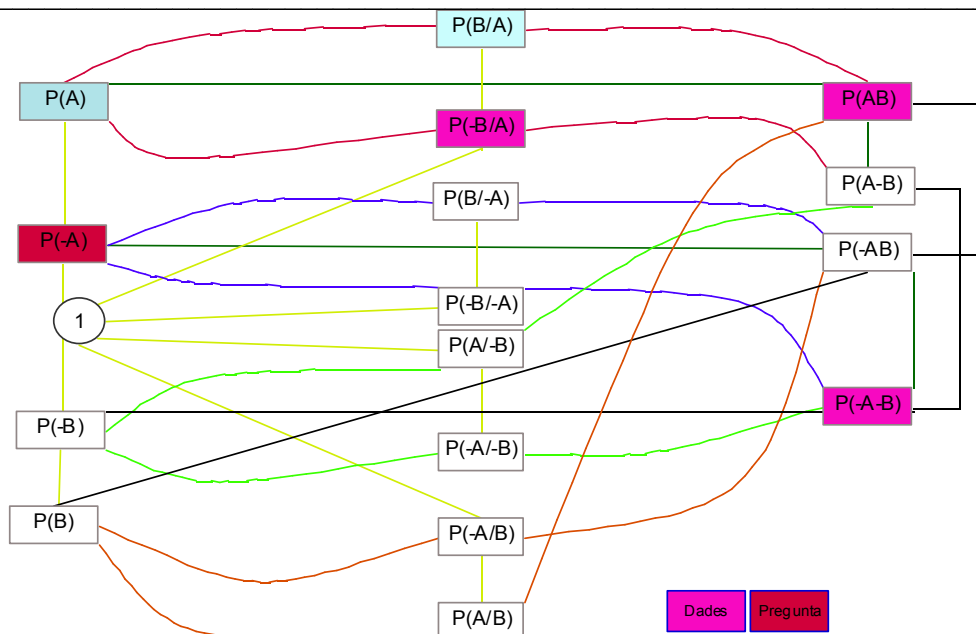 P(B/A)
P(A)
P(AB)
P(-B/A)
P(A-B)
P(B/-A)
P(-A)
P(-AB)
P(-B/-A)
1
P(A/-B)
P(-A-B)
P(-B)
P(-A/-B)
P(B)
P(-A/B)
P(A/B)
Dades
Pregunta